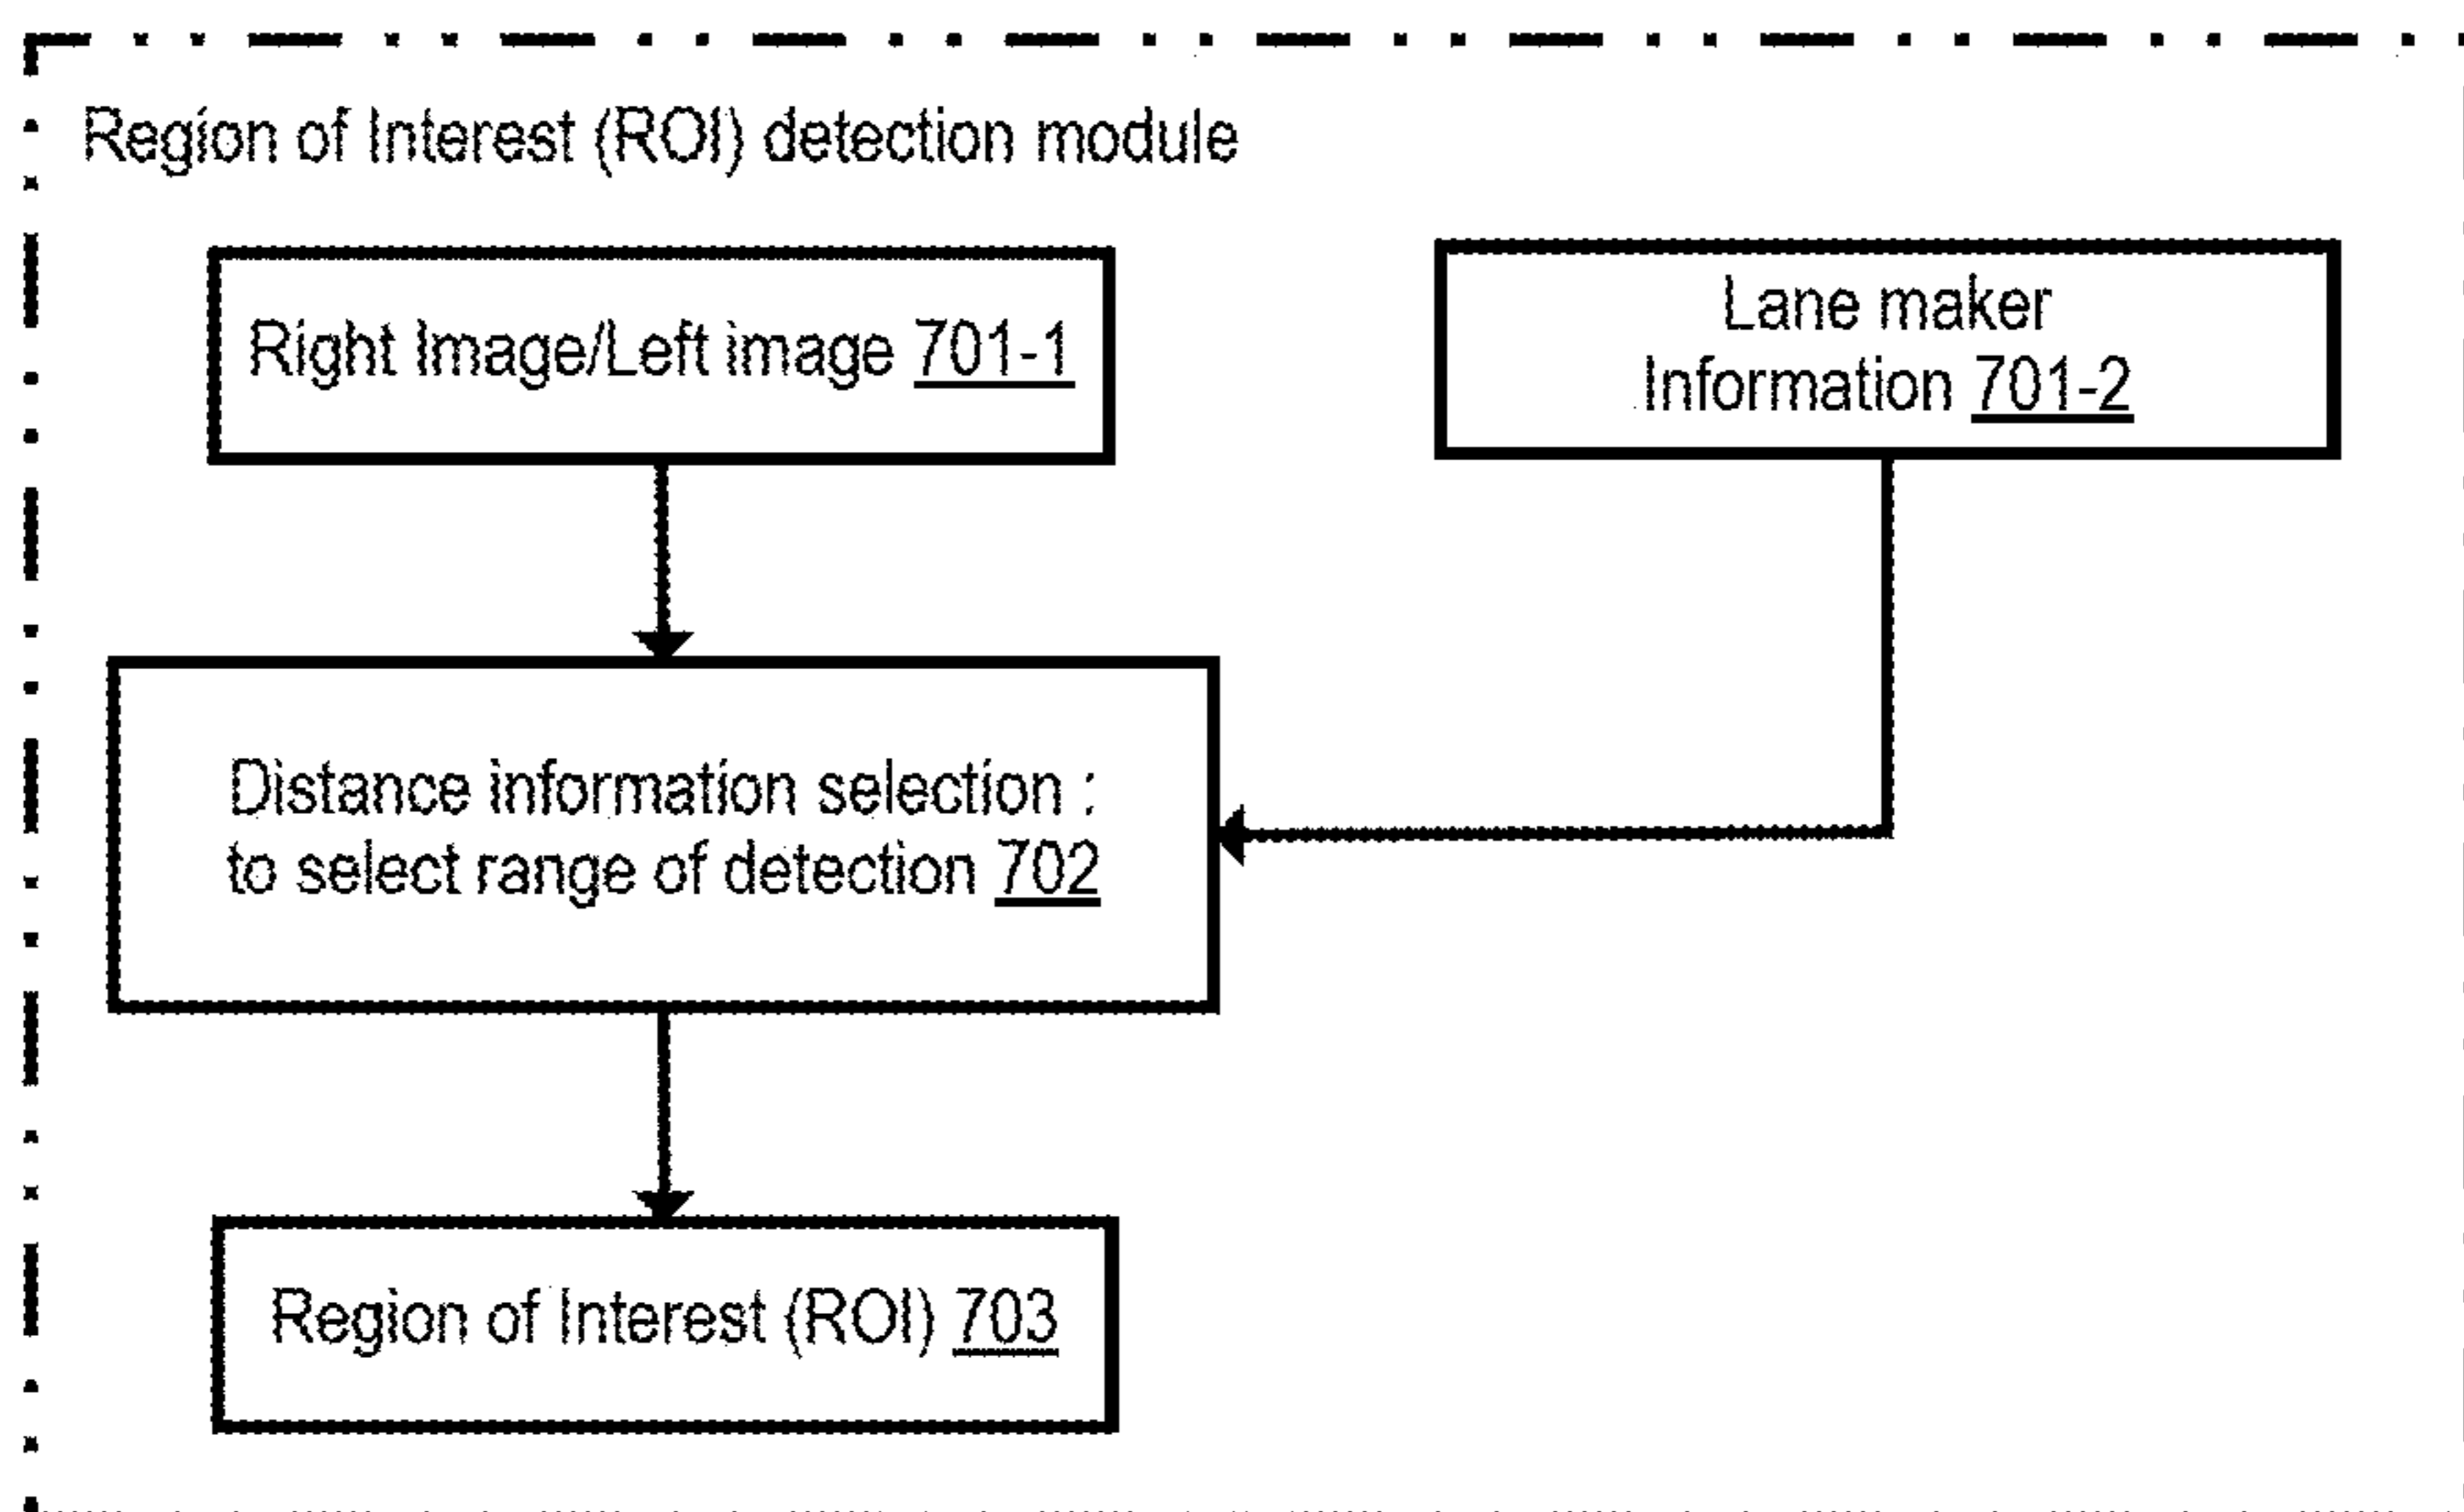 Region of Interest (ROI) detection module
Right Image/Left image 701-1
Lane maker
Information 701-2
Distance information selection :
to select range of detection 702
Region of Interest (ROI) 703